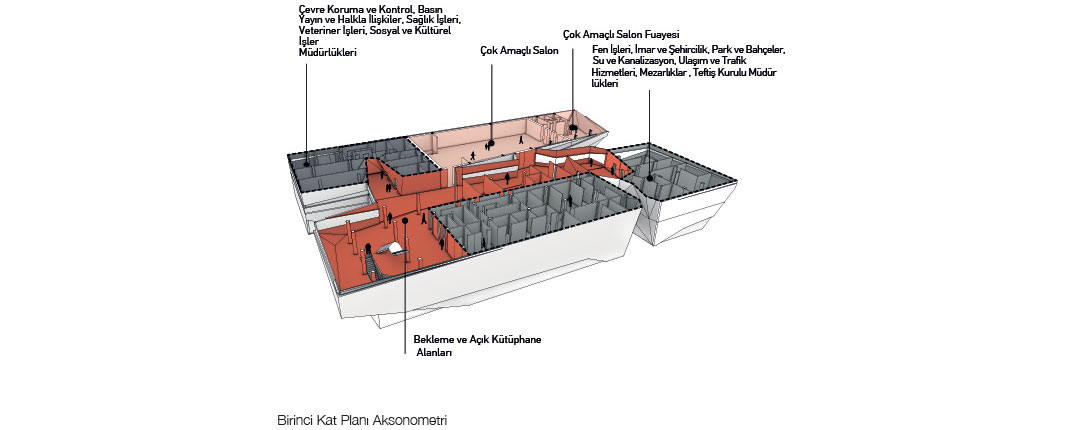 Çevre Koruma ve Kontrol, Basın
Yayın ve Halkla İlişkiler, Sağlık İşleri,
Veteriner İşleri, Sosyal ve Kültürel
İşler
Müdürlükleri
Çok Amaçlı Salon
Çok Amaçlı Salon Fuayesi
Fen İşleri, İmar ve Şehircilik, Park ve Bahçeler,
Su ve Kanalizasyon, Ulaşım ve Trafik
Hizmetleri, Mezarlıklar , Teftiş Kurulu Müdür
lükleri
Bekleme ve Açık Kütüphane
Alanları
Birinci Kat Planı Aksonometri